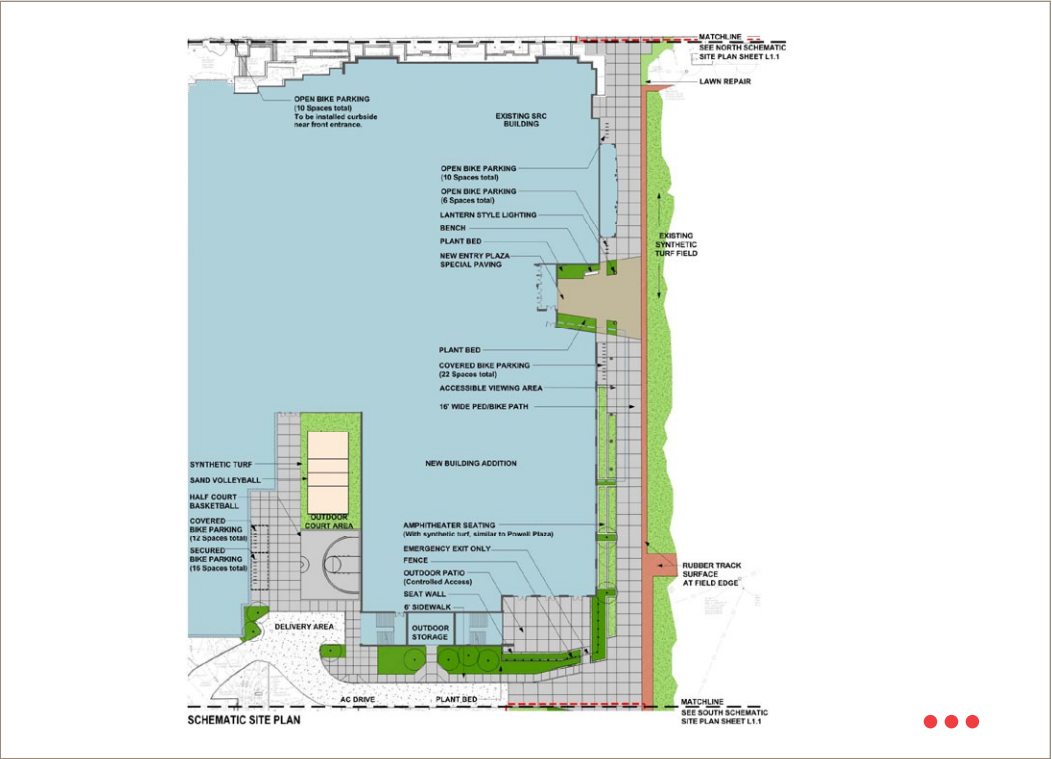 MATCHLINE
SEE NORTH SCHEMATIC
SITE PLAN SHEET L1.1
LAWN REPAIR
OPEN BIKE PARKING
(10 Spaces total)
To be installed curbside
near front entrance.
EXISTING SRC
BUILDING
OPEN BIKE PARKING
(10 Spaces total)
OPEN BIKE PARKING
(6 Spaces total)
LANTERN STYLE LIGHTING
BENCH
PLANT BED
NEW ENTRY PLAZA
SPECIAL PAVING
EXISTING
SYNTHETIC
TURF FIELD
PLANT BED
COVERED BIKE PARKING
(22 Spaces total)
ACCESSIBLE VIEWING AREA
16' WIDE PED/BIKE PATH
SYNTHETIC TURF
SAND VOLLEYBALL
HALF COURT
BASKETBALL
COVERED
BIKE PARKING
(12 Spaces total)
SECURED
BIKE PARKING
(16 Spaces total)
OUTDOOR
COURT AREA
NEW BUILDING ADDITION
AMPHITHEATER SEATING
(With synthetic turf, similar to Powell Plaza)
EMERGENCY EXIT ONLY
FENCE
OUTDOOR PATIO
(Controlled Access)
SEAT WALL
6' SIDEWALK
RUBBER TRACK
SURFACE
AT FIELD EDGE
DELIVERY AREA
OUTDOOR
STORAGE
AC DRIVE
PLANT BED
MATCHLINE
SEE SOUTH SCHEMATIC
SITE PLAN SHEET L1.1
SCHEMATIC SITE PLAN